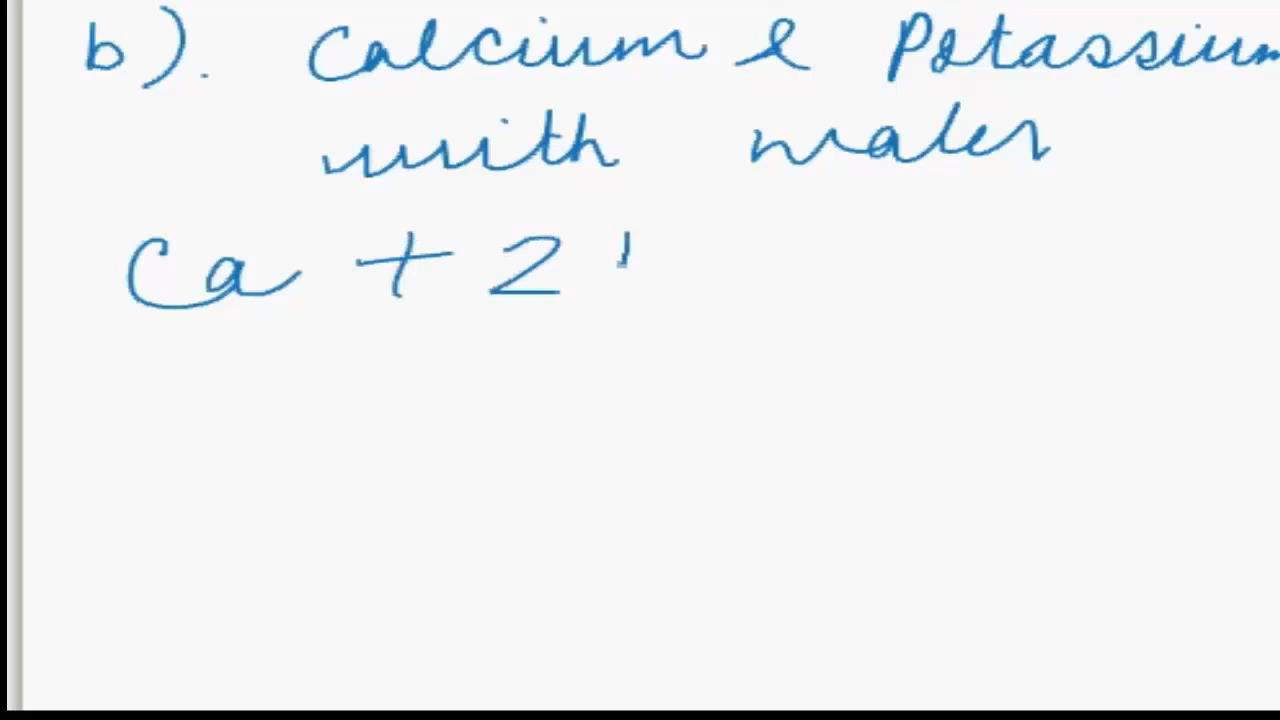 b). Calcium & Potassium
with water
Ca + 2